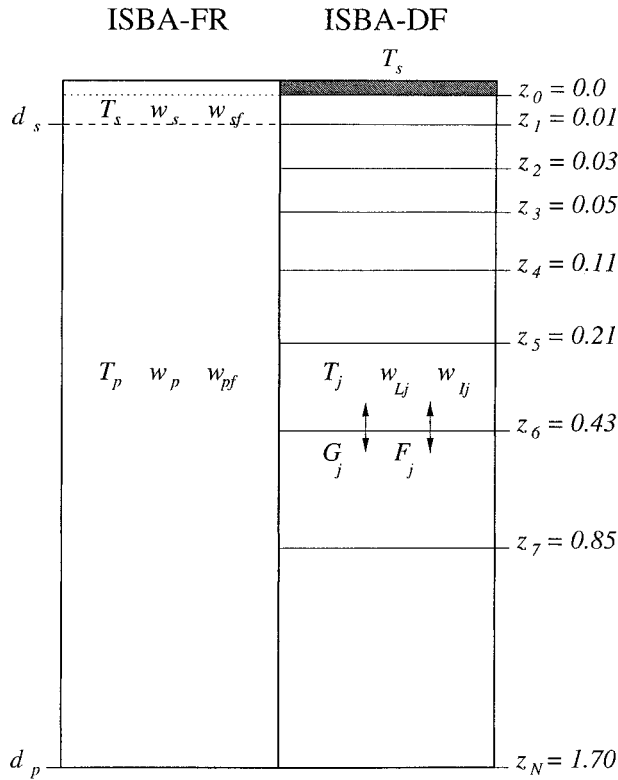 ISBA-FR ISBA-DF
T_s
z_0 = 0.0
d_s T_s w_s w_sf z_1 = 0.01
z_2 = 0.03
z_3 = 0.05
z_4 = 0.11
z_5 = 0.21
T_p w_p w_pf T_j w_Lj w_Ij
z_6 = 0.43
G_j F_j
z_7 = 0.85
d_p z_N = 1.70